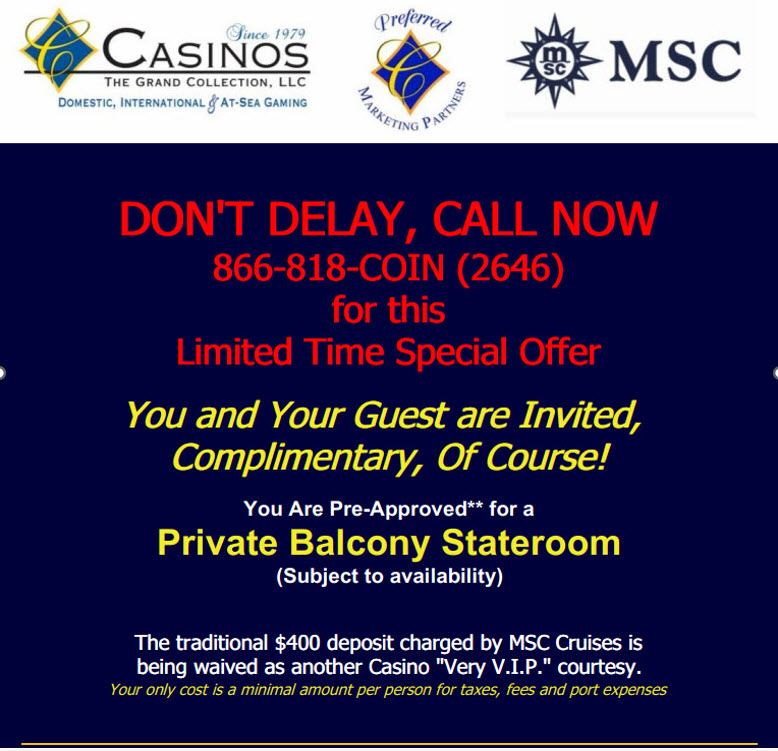 Since 1979
CASINOS
THE GRAND COLLECTION, LLC
DOMESTIC, INTERNATIONAL & AT-SEA GAMING
Preferred
MARKETING PARTNERS
m
sc
MSC
DON'T DELAY, CALL NOW
866-818-COIN (2646)
for this
Limited Time Special Offer
You and Your Guest are Invited,
Complimentary, Of Course!
You Are Pre-Approved** for a
Private Balcony Stateroom
(Subject to availability)
The traditional $400 deposit charged by MSC Cruises is
being waived as another Casino "Very V.I.P." courtesy.
Your only cost is a minimal amount per person for taxes, fees and port expenses